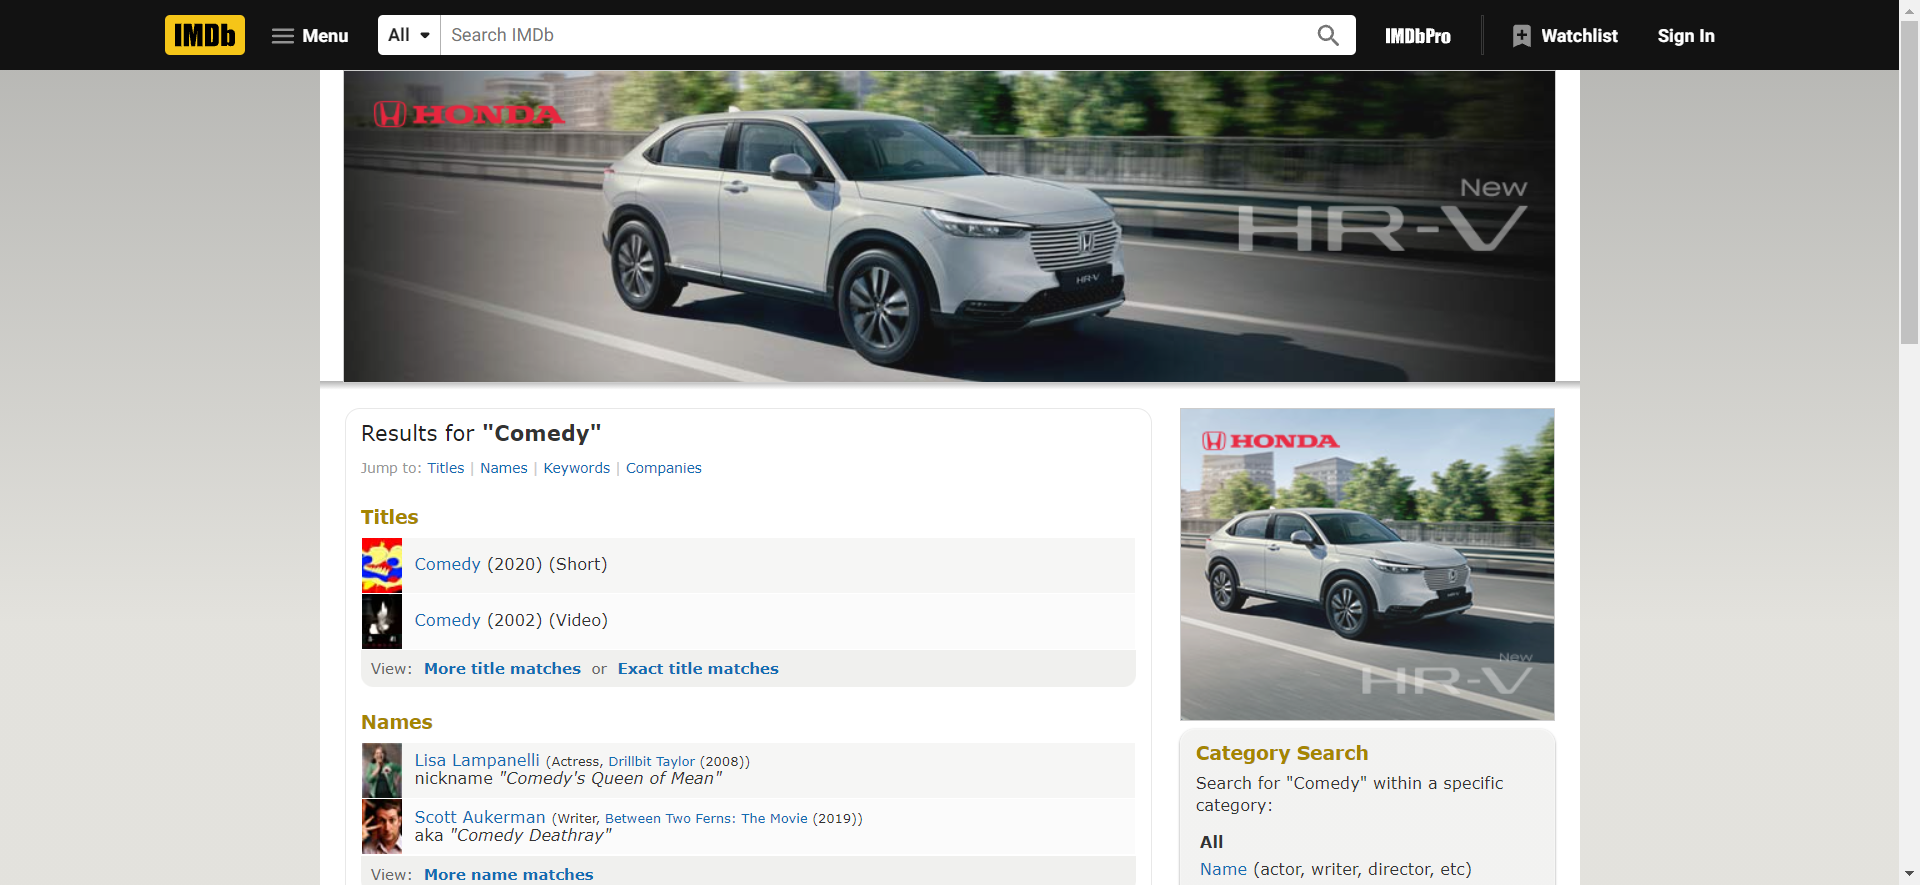 IMDb Menu All Search IMDb IMDbPro Watchlist Sign In
HONDA
New
HR-V
HR-V
Results for "Comedy"
Jump to: Titles | Names | Keywords | Companies
Titles
Comedy (2020) (Short)
Comedy (2002) (Video)
View: More title matches or Exact title matches
Names
Lisa Lampanelli (Actress, Drillbit Taylor (2008))
nickname "Comedy's Queen of Mean"
Scott Aukerman (Writer, Between Two Ferns: The Movie (2019))
aka "Comedy Deathray"
View: More name matches
HONDA
New
HR-V
Category Search
Search for "Comedy" within a specific
category:
All
Name (actor, writer, director, etc)